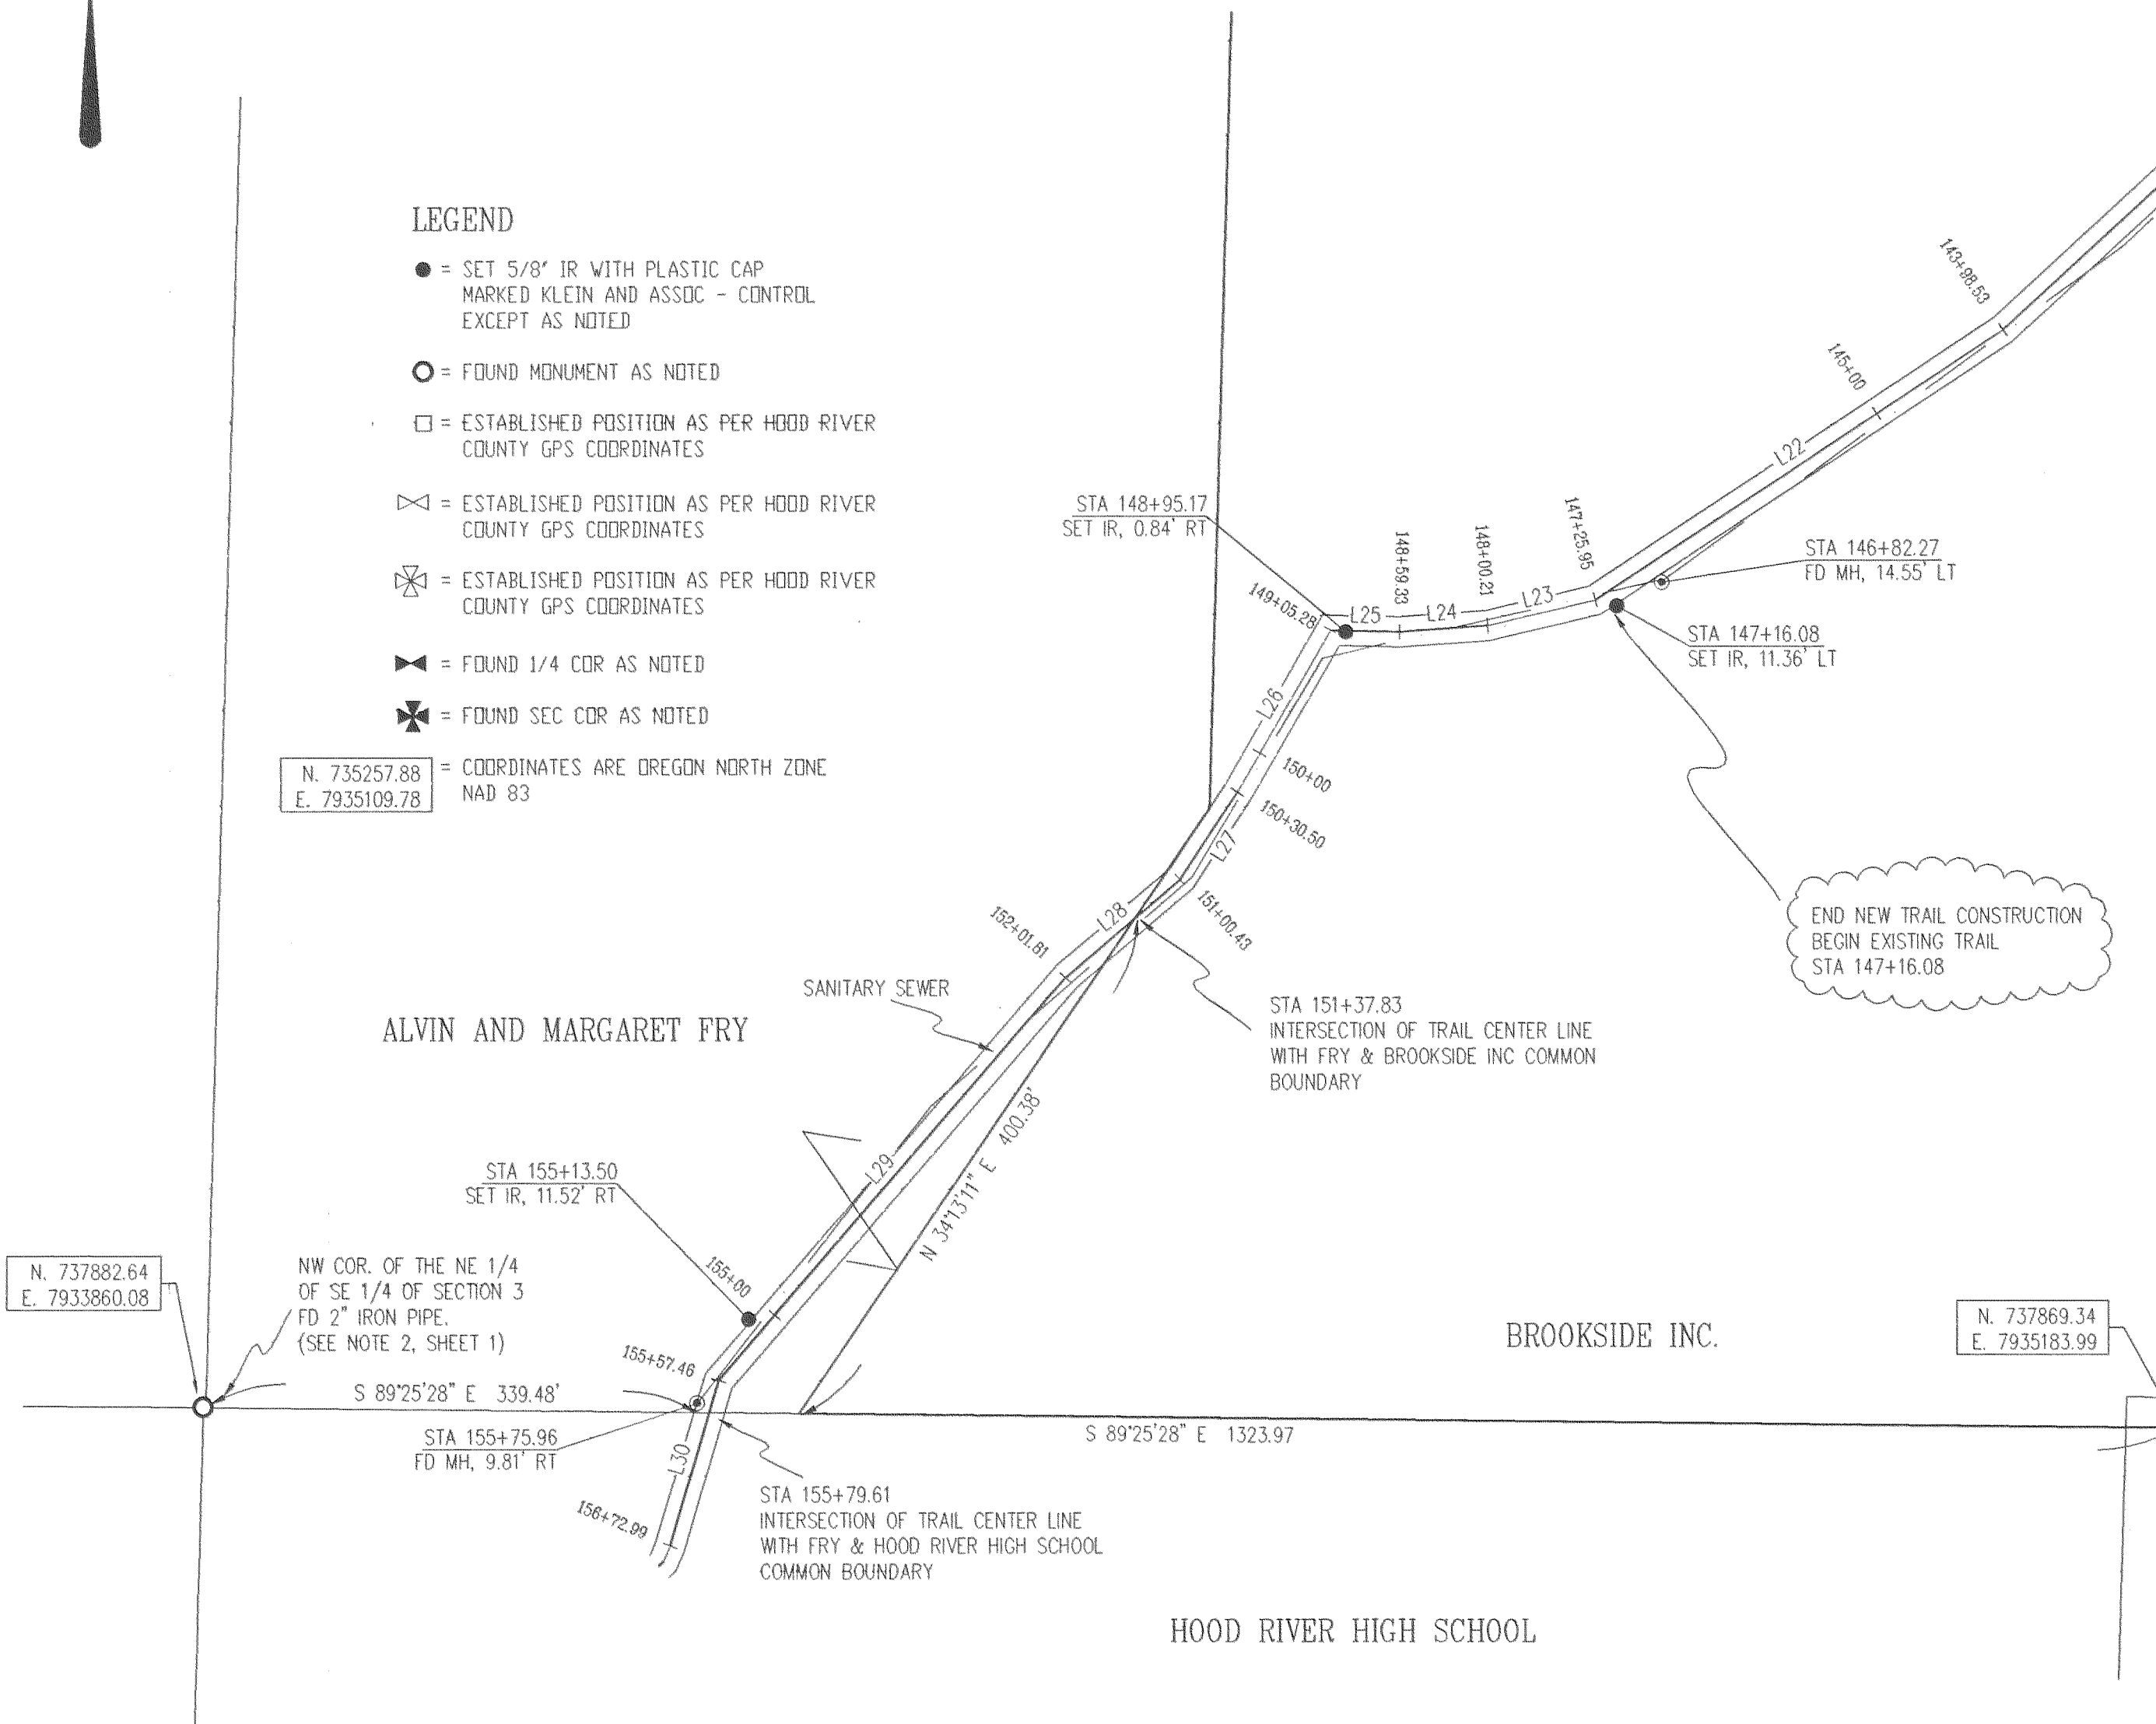 LEGEND
= SET 5/8" IR WITH PLASTIC CAP
MARKED KLEIN AND ASSOC - CONTROL
EXCEPT AS NOTED
= FOUND MONUMENT AS NOTED
= ESTABLISHED POSITION AS PER HOOD RIVER
COUNTY GPS COORDINATES
= ESTABLISHED POSITION AS PER HOOD RIVER
COUNTY GPS COORDINATES
= ESTABLISHED POSITION AS PER HOOD RIVER
COUNTY GPS COORDINATES
= FOUND 1/4 COR AS NOTED
= FOUND SEC COR AS NOTED
N. 735257.88
E. 7935109.78
= COORDINATES ARE OREGON NORTH ZONE
NAD 83
143+98.53
145+00
L22
147+25.95
STA 146+82.27
FD MH, 14.55' LT
STA 147+16.08
SET IR, 11.36' LT
L23
148+00.21
L24
148+59.33
L25
STA 148+95.17
SET IR, 0.84' RT
149+05.28
L26
150+00
150+30.50
L27
151+00.43
L28
152+01.81
END NEW TRAIL CONSTRUCTION
BEGIN EXISTING TRAIL
STA 147+16.08
SANITARY SEWER
STA 151+37.83
INTERSECTION OF TRAIL CENTER LINE
WITH FRY & BROOKSIDE INC COMMON
BOUNDARY
ALVIN AND MARGARET FRY
N 34°13'11" E 400.38'
L29
STA 155+13.50
SET IR, 11.52' RT
155+00
N. 737882.64
E. 7933860.08
NW COR. OF THE NE 1/4
OF SE 1/4 OF SECTION 3
FD 2" IRON PIPE.
(SEE NOTE 2, SHEET 1)
155+57.46
BROOKSIDE INC.
N. 737869.34
E. 7935183.99
S 89°25'28" E 339.48'
S 89°25'28" E 1323.97
STA 155+75.96
FD MH, 9.81' RT
L30
156+72.99
STA 155+79.61
INTERSECTION OF TRAIL CENTER LINE
WITH FRY & HOOD RIVER HIGH SCHOOL
COMMON BOUNDARY
HOOD RIVER HIGH SCHOOL